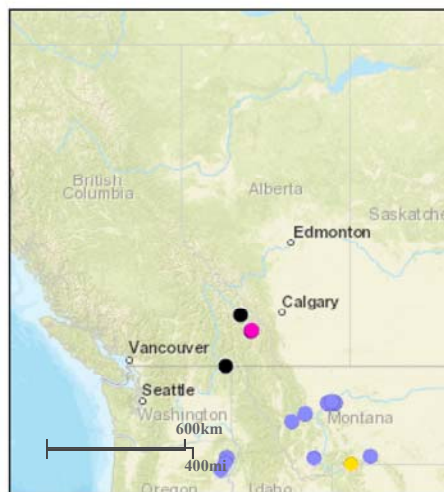 British
Columbia
Alberta
Saskatche
Edmonton
Calgary
Vancouver
Seattle
Washington
Montana
600km
400mi
Oregon
Idaho